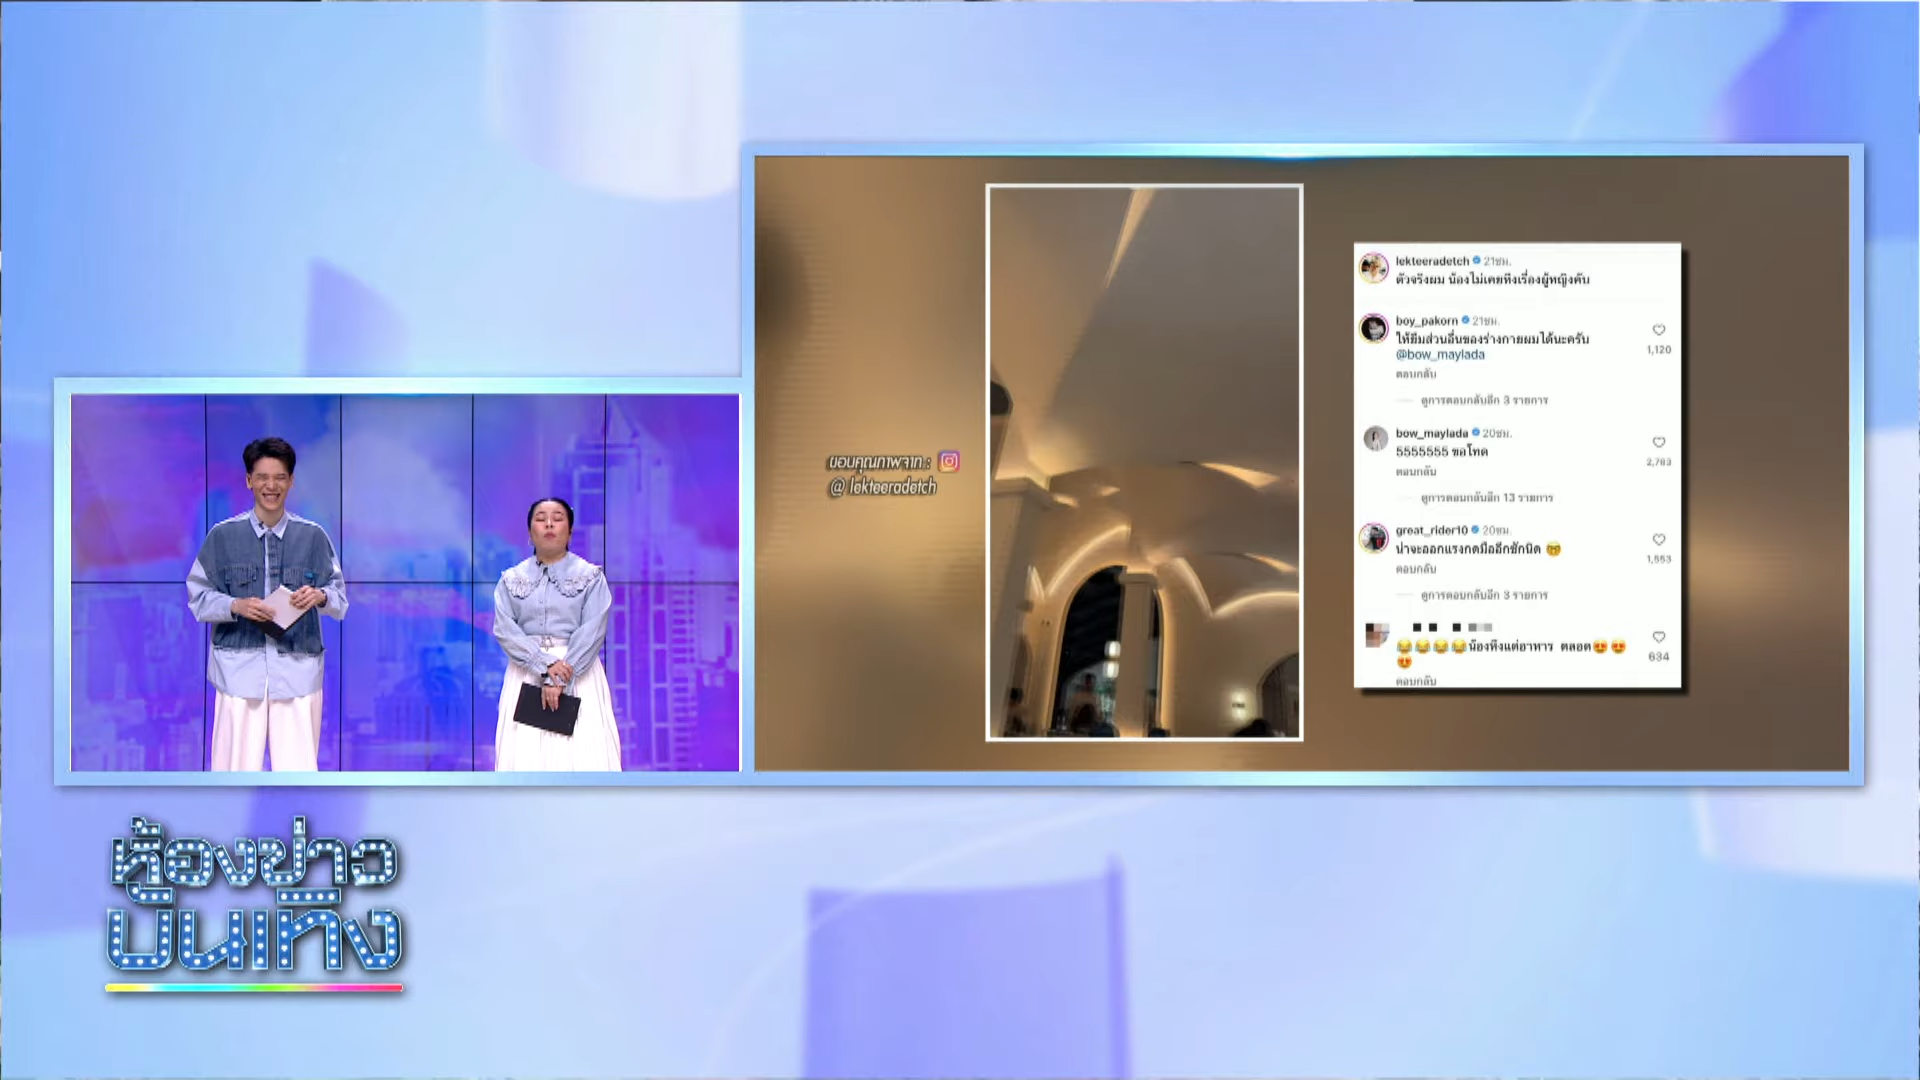 ขอบคุณภาพจาก :
@ lekteeradetch
lekteeradetch 21ชม.
ตัวจริงผม น้องไม่เคยหึงเรื่องผู้หญิงคับ
boy_pakorn 21ชม.
ให้ยืมส่วนอื่นของร่างกายผมได้นะครับ
@bow_maylada
1,120
ตอบกลับ
ดูการตอบกลับอีก 3 รายการ
bow_maylada 20ชม.
5555555 ขอโทด
2,783
ตอบกลับ
ดูการตอบกลับอีก 13 รายการ
great_rider10 20ชม.
น่าจะออกแรงกดมืออีกซักนิด 🤓
1,553
ตอบกลับ
ดูการตอบกลับอีก 3 รายการ
😂😂😂😂น้องหึงแต่อาหาร ตลอด😍😍
😍
634
ตอบกลับ
ห้องข่าว
บันเทิง